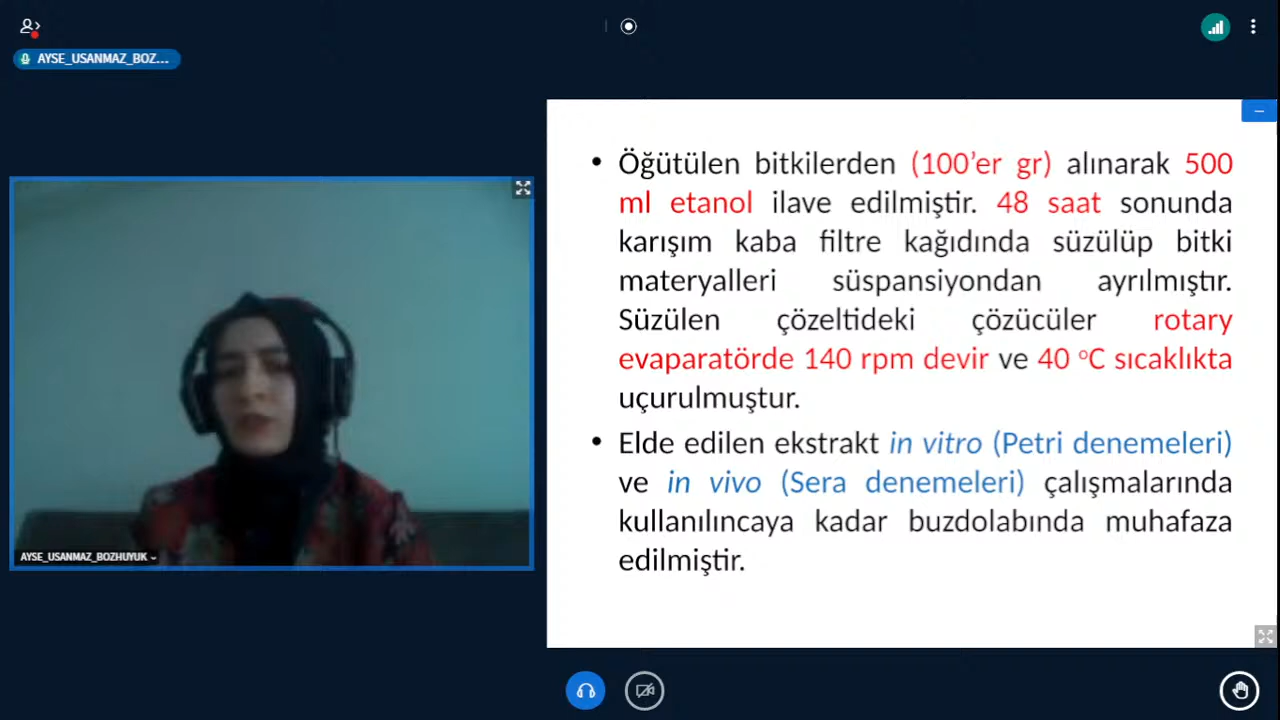 AYSE_USANMAZ_BOZ...
AYSE_USANMAZ_BOZHUYUK
• Öğütülen bitkilerden (100’er gr) alınarak 500
ml etanol ilave edilmiştir. 48 saat sonunda
karışım kaba filtre kağıdında süzülüp bitki
materyalleri süspansiyondan ayrılmıştır.
Süzülen çözeltideki çözücüler rotary
evaparatörde 140 rpm devir ve 40 ºC sıcaklıkta
uçurulmuştur.
• Elde edilen ekstrakt in vitro (Petri denemeleri)
ve in vivo (Sera denemeleri) çalışmalarında
kullanılıncaya kadar buzdolabında muhafaza
edilmiştir.